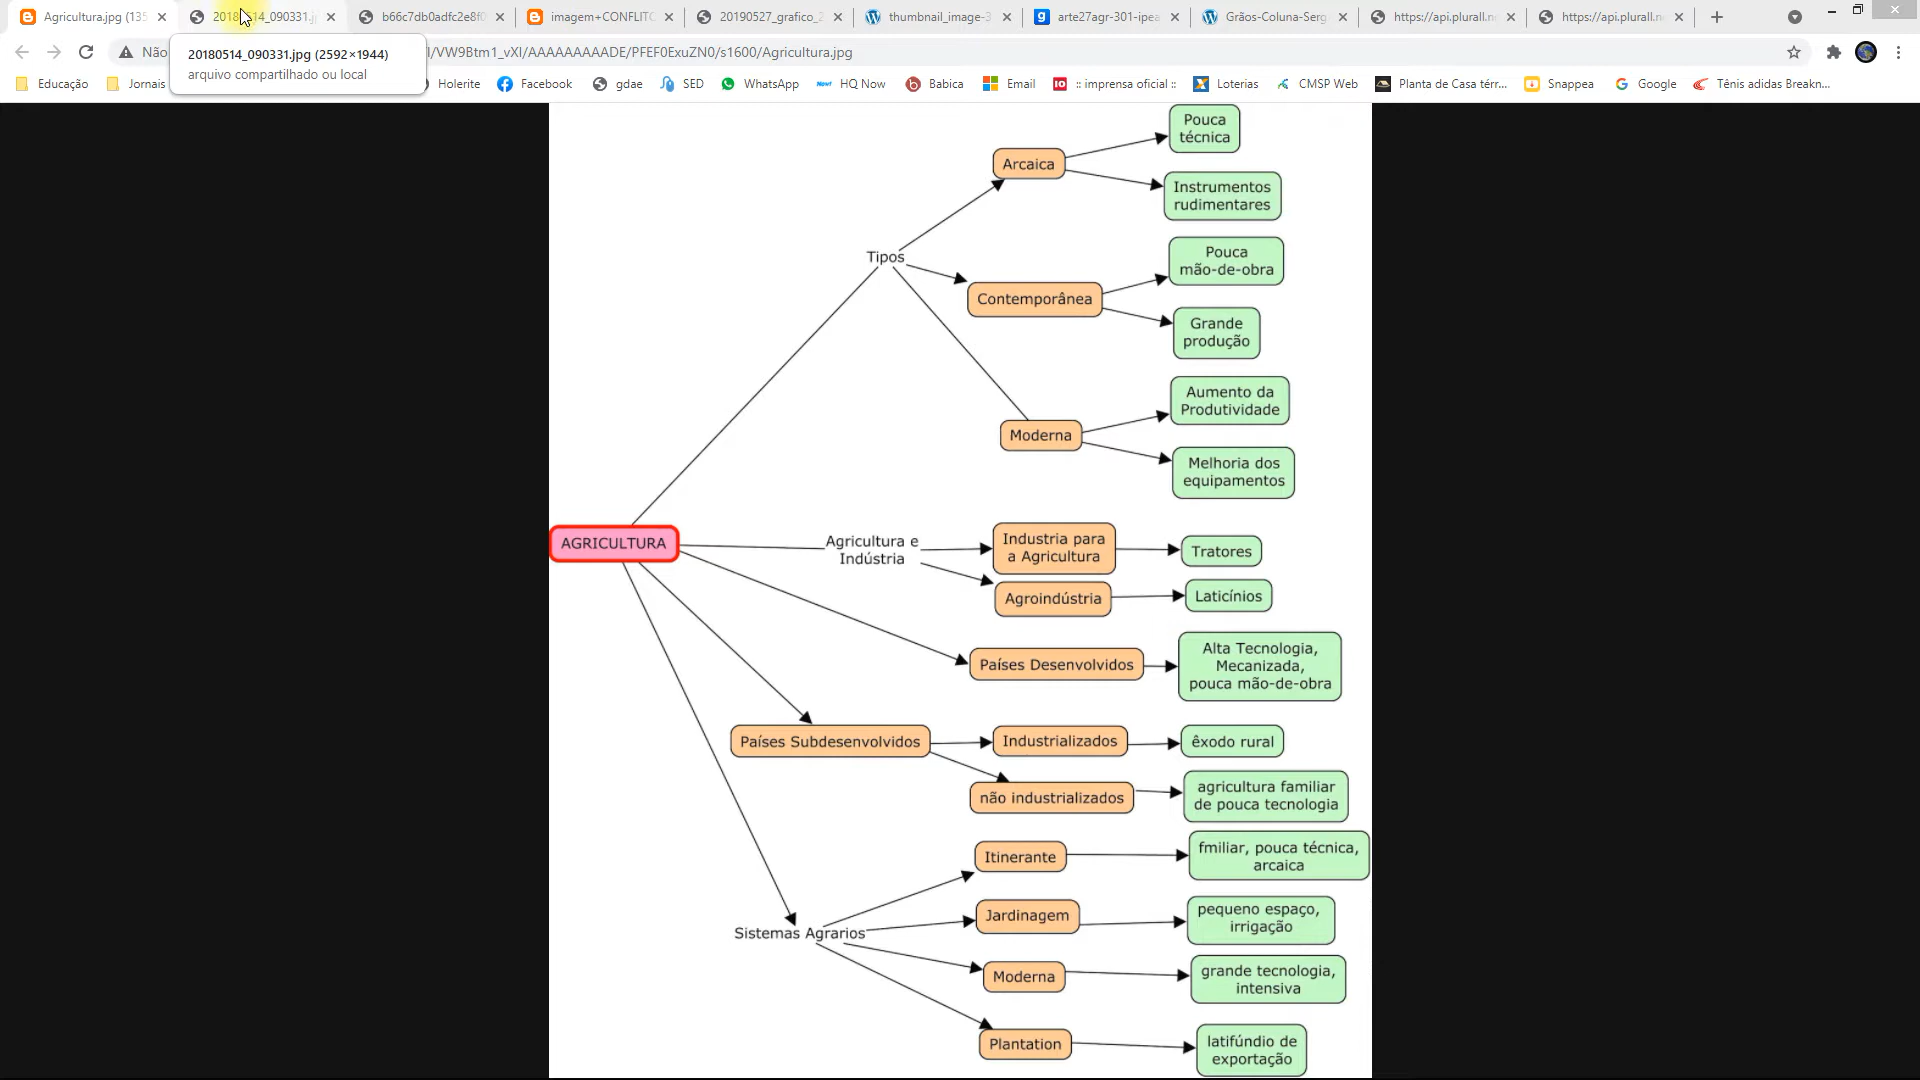 Agricultura.jpg (135
20180514_090331.j
b66c7db0adfc2e8f0
imagem+CONFLITO
20190527_grafico_2
thumbnail_image-3
arte27agr-301-ipea
Grãos-Coluna-Serg
https://api.plurall.n
https://api.plurall.n
Não
I/VW9Btm1_vXI/AAAAAAAAADE/PFEF0ExuZN0/s1600/Agricultura.jpg
20180514_090331.jpg (2592×1944)
arquivo compartilhado ou local
Educação
Jornais
Holerite
Facebook
gdae
SED
WhatsApp
HQ Now
Babica
Email
:: imprensa oficial ::
Loterias
CMSP Web
Planta de Casa térr...
Snappea
Google
Tênis adidas Breakn...
Pouca
técnica
Arcaica
Instrumentos
rudimentares
Tipos
Pouca
mão-de-obra
Contemporânea
Grande
produção
Aumento da
Produtividade
Moderna
Melhoria dos
equipamentos
AGRICULTURA
Agricultura e
Indústria
Industria para
a Agricultura
Tratores
Agroindústria
Laticínios
Países Desenvolvidos
Alta Tecnologia,
Mecanizada,
pouca mão-de-obra
Países Subdesenvolvidos
Industrializados
êxodo rural
não industrializados
agricultura familiar
de pouca tecnologia
Itinerante
fmiliar, pouca técnica,
arcaica
Jardinagem
pequeno espaço,
irrigação
Sistemas Agrarios
Moderna
grande tecnologia,
intensiva
Plantation
latifúndio de
exportação